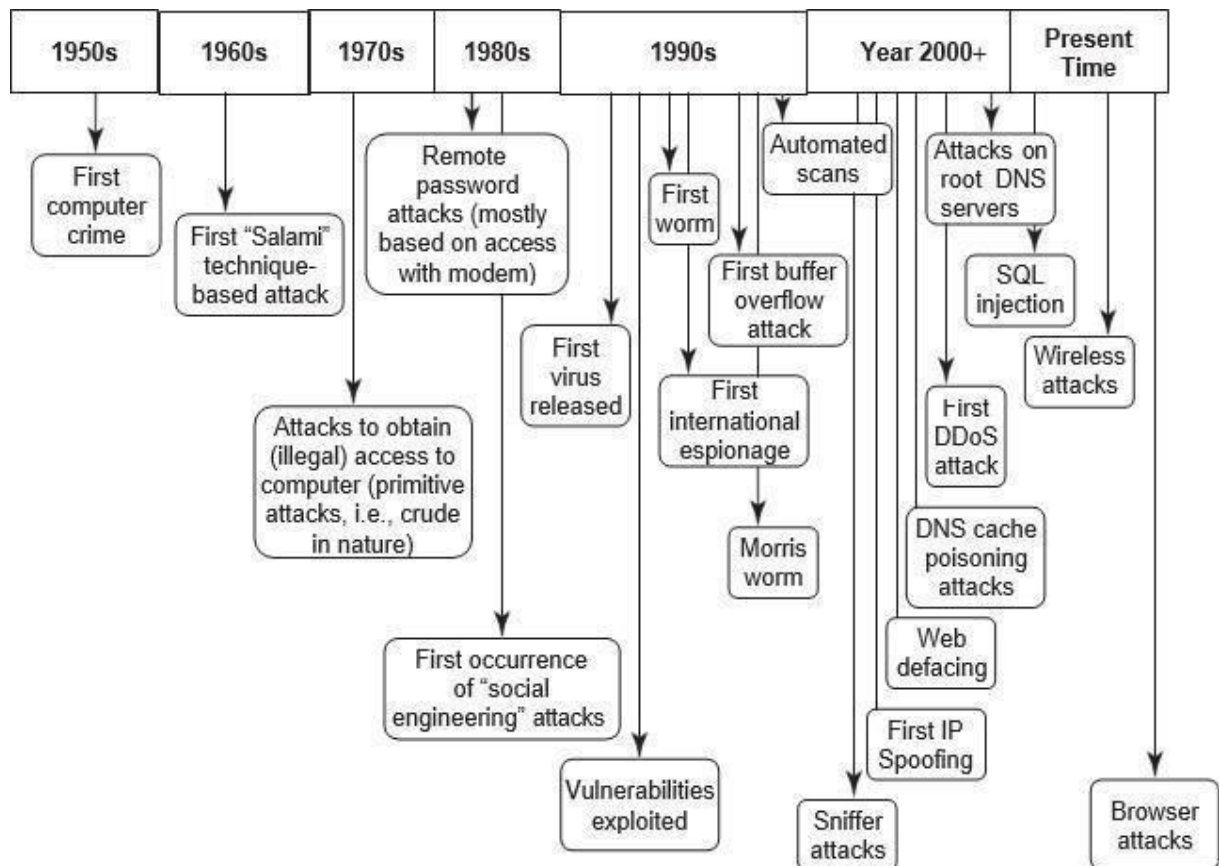 1950s
1960s
1970s
1980s
1990s
Year 2000+
Present
Time
First
computer
crime
First “Salami”
technique-
based attack
Attacks to obtain
(illegal) access to
computer (primitive
attacks, i.e., crude
in nature)
Remote
password
attacks (mostly
based on access
with modem)
First occurrence
of “social
engineering” attacks
First
virus
released
Vulnerabilities
exploited
First
worm
First
international
espionage
First buffer
overflow
attack
Morris
worm
Automated
scans
Sniffer
attacks
First IP
Spoofing
Web
defacing
DNS cache
poisoning
attacks
First
DDoS
attack
Attacks on
root DNS
servers
SQL
injection
Wireless
attacks
Browser
attacks